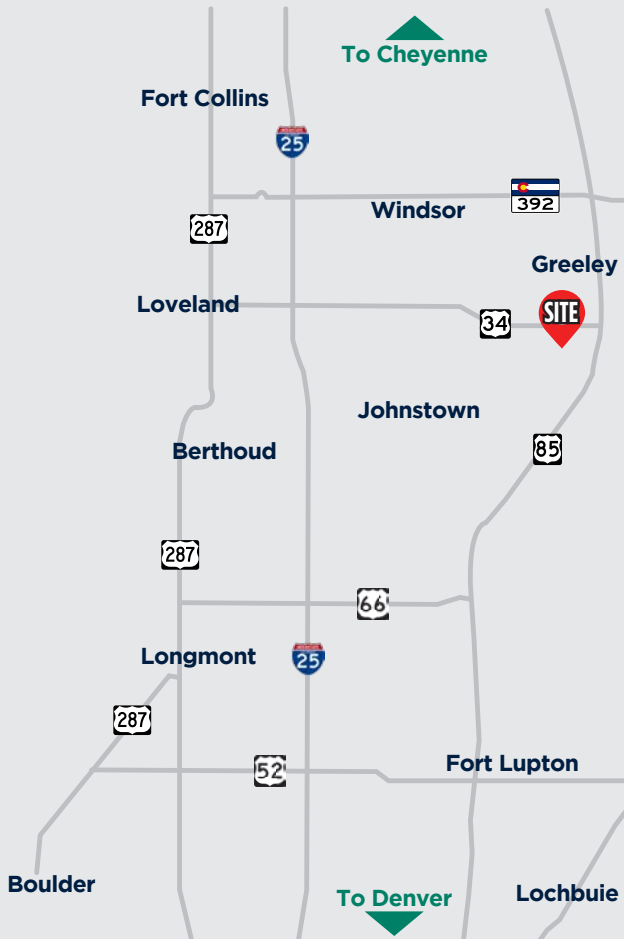 To Cheyenne
Fort Collins
25
392
Windsor
287
Greeley
Loveland
SITE
34
Johnstown
Berthoud
85
287
66
Longmont
25
287
Fort Lupton
52
Boulder
To Denver
Lochbuie